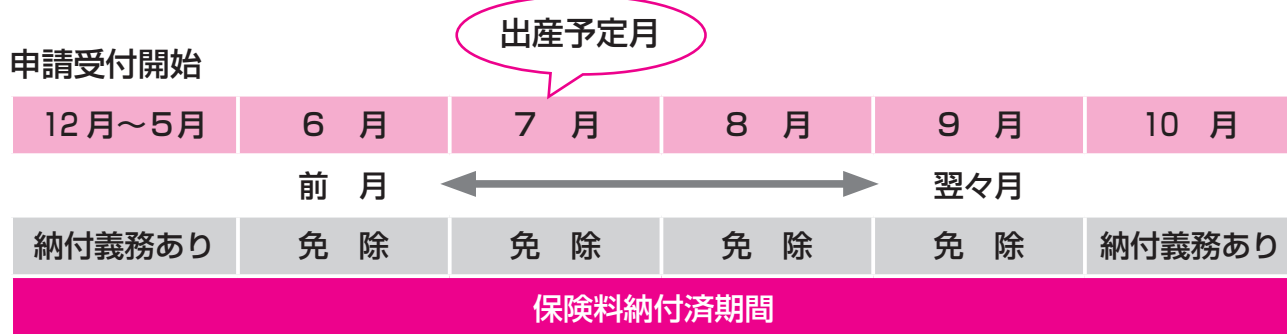 出産予定月
申請受付開始
12月～5月 6 月 7 月 8 月 9 月 10 月
前 月 翌々月
納付義務あり 免 除 免 除 免 除 免 除 納付義務あり
保険料納付済期間